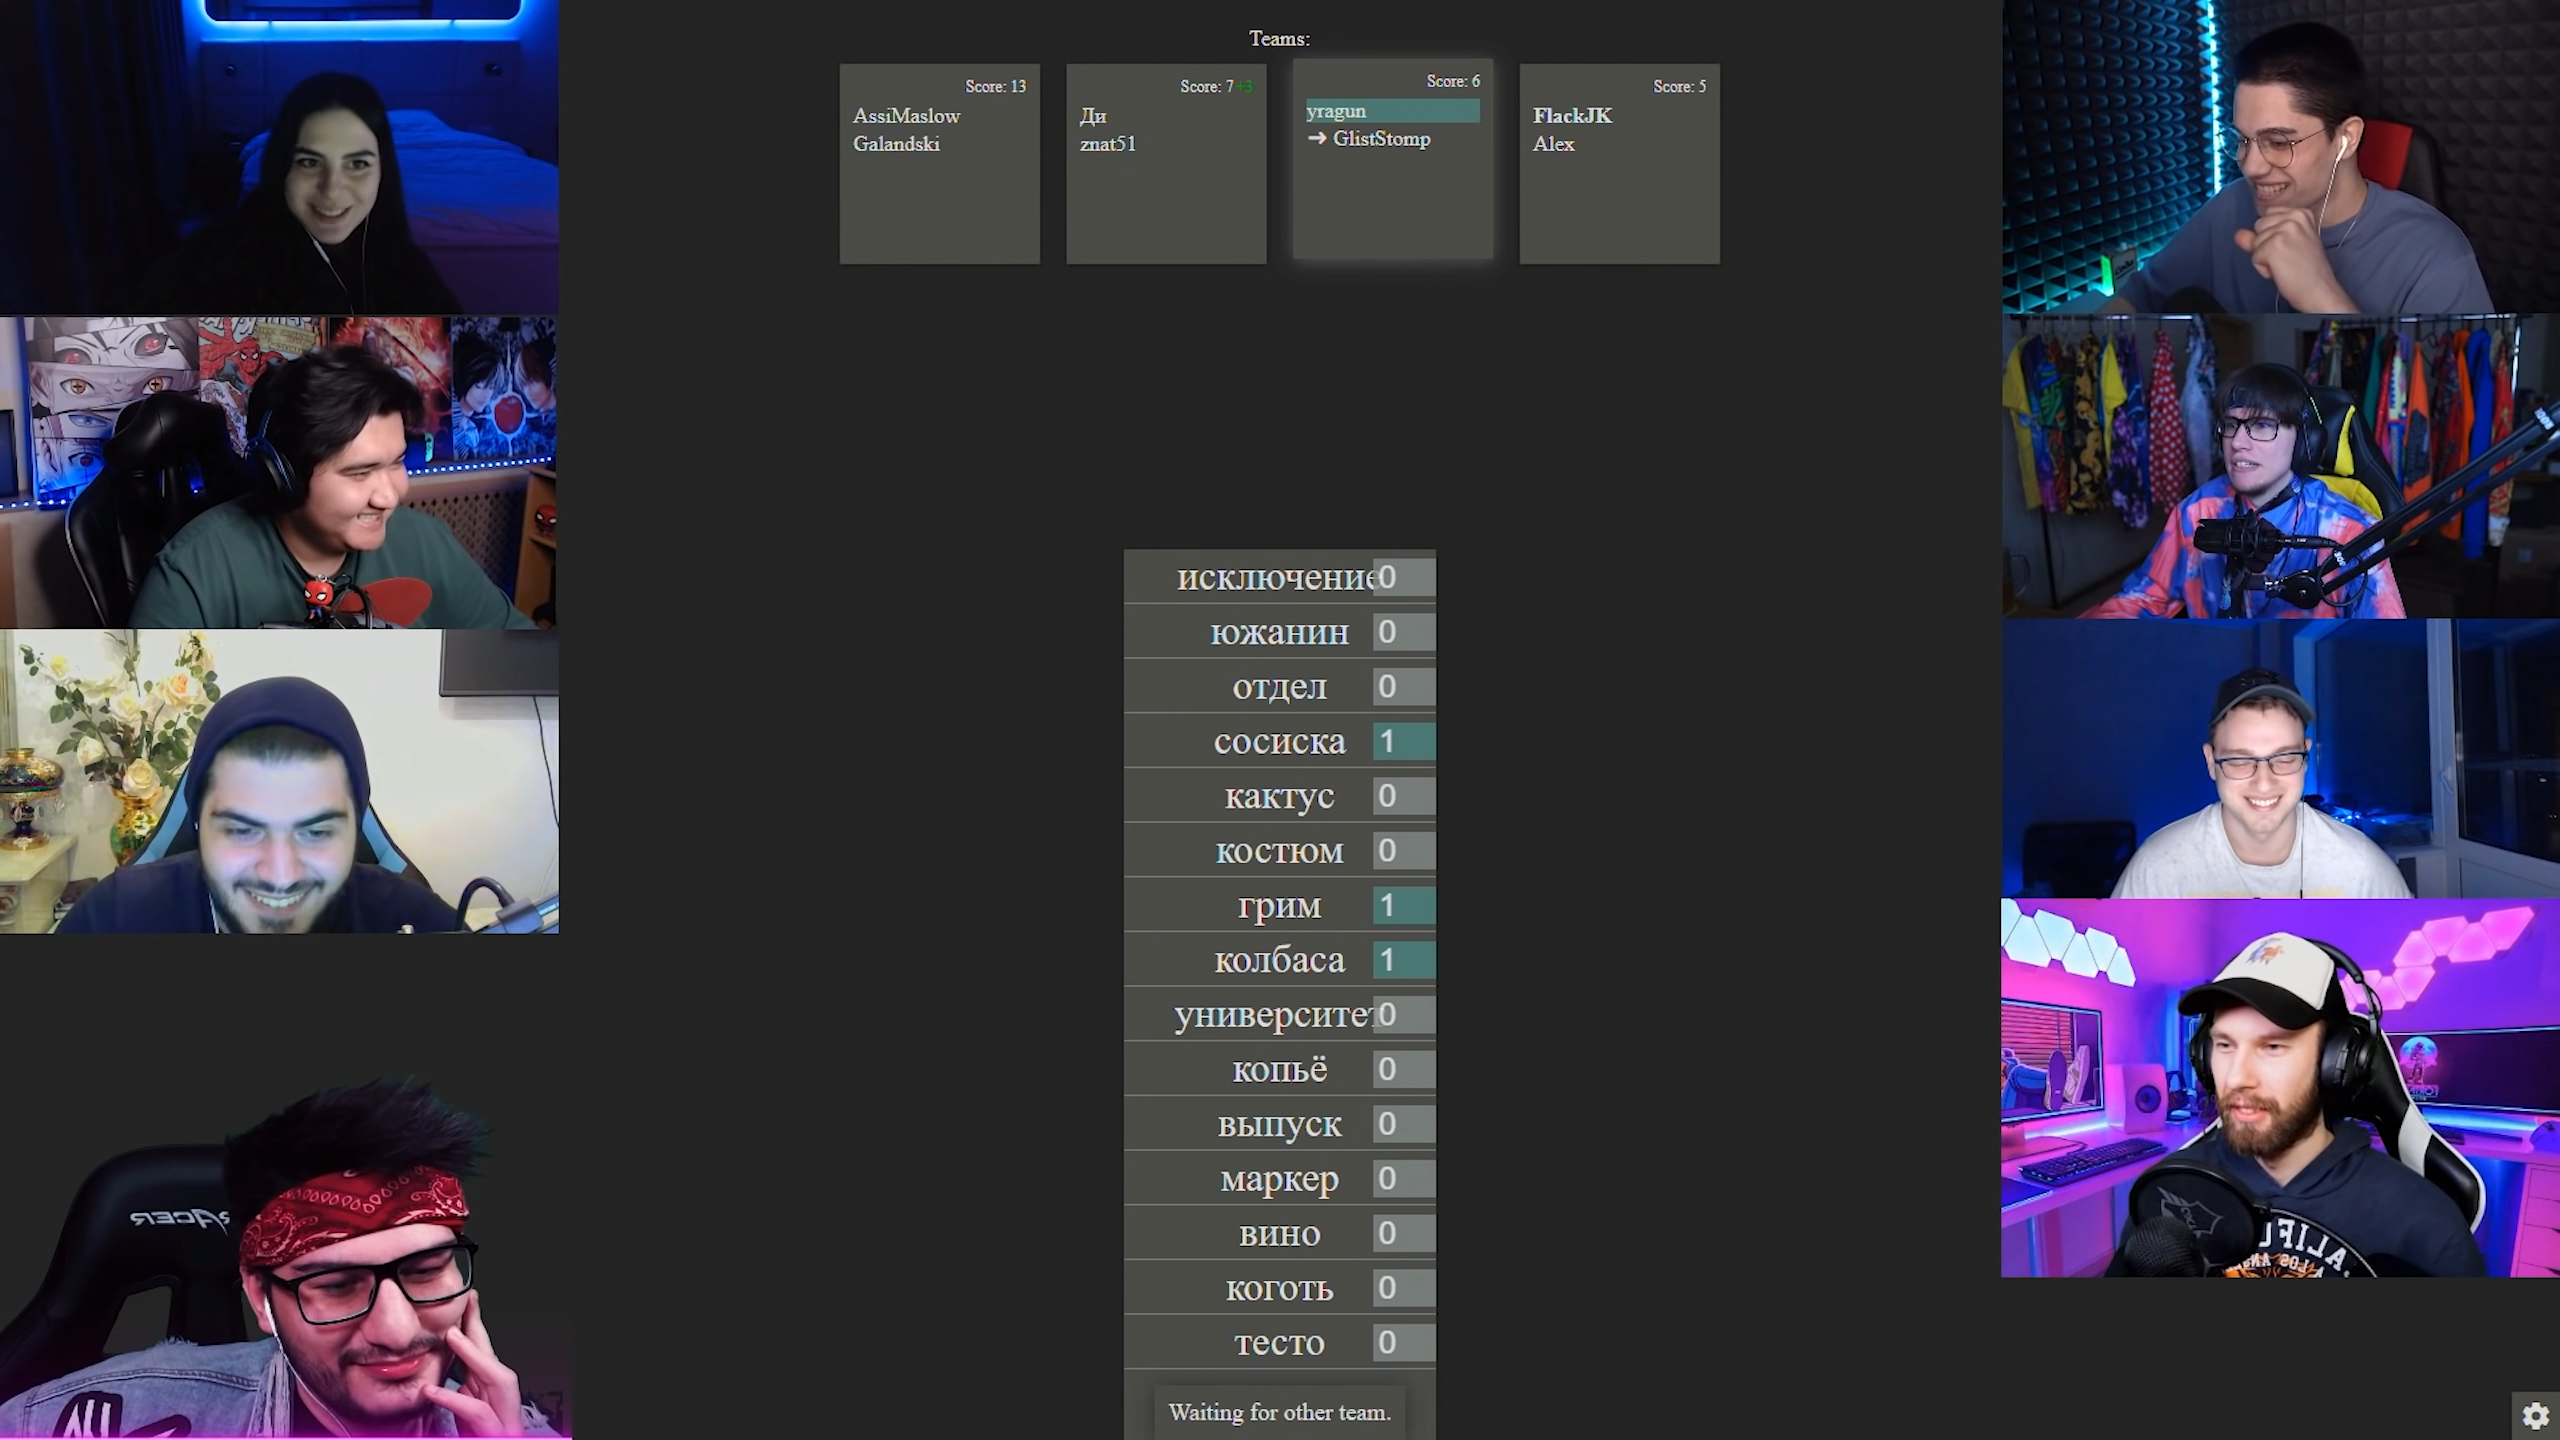 Teams:
Score: 13
AssiMaslow
Galandski
Score: 7+3
Ди
znat51
Score: 6
yragun
➔ GlistStomp
Score: 5
FlackJK
Alex
исключение 0
южанин 0
отдел 0
сосиска 1
кактус 0
костюм 0
грим 1
колбаса 1
университет 0
копьё 0
выпуск 0
маркер 0
вино 0
коготь 0
тесто 0
Waiting for other team.